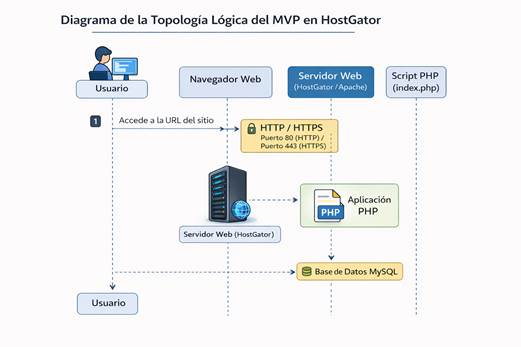 Diagrama de la Topología Lógica del MVP en HostGator
Usuario
Navegador Web
Servidor Web
(HostGator / Apache)
Script PHP
(index.php)
1
Accede a la URL del sitio
HTTP / HTTPS
Puerto 80 (HTTP) /
Puerto 443 (HTTPS)
PHP
Aplicación
PHP
Servidor Web (HostGator)
Base de Datos MySQL
Usuario